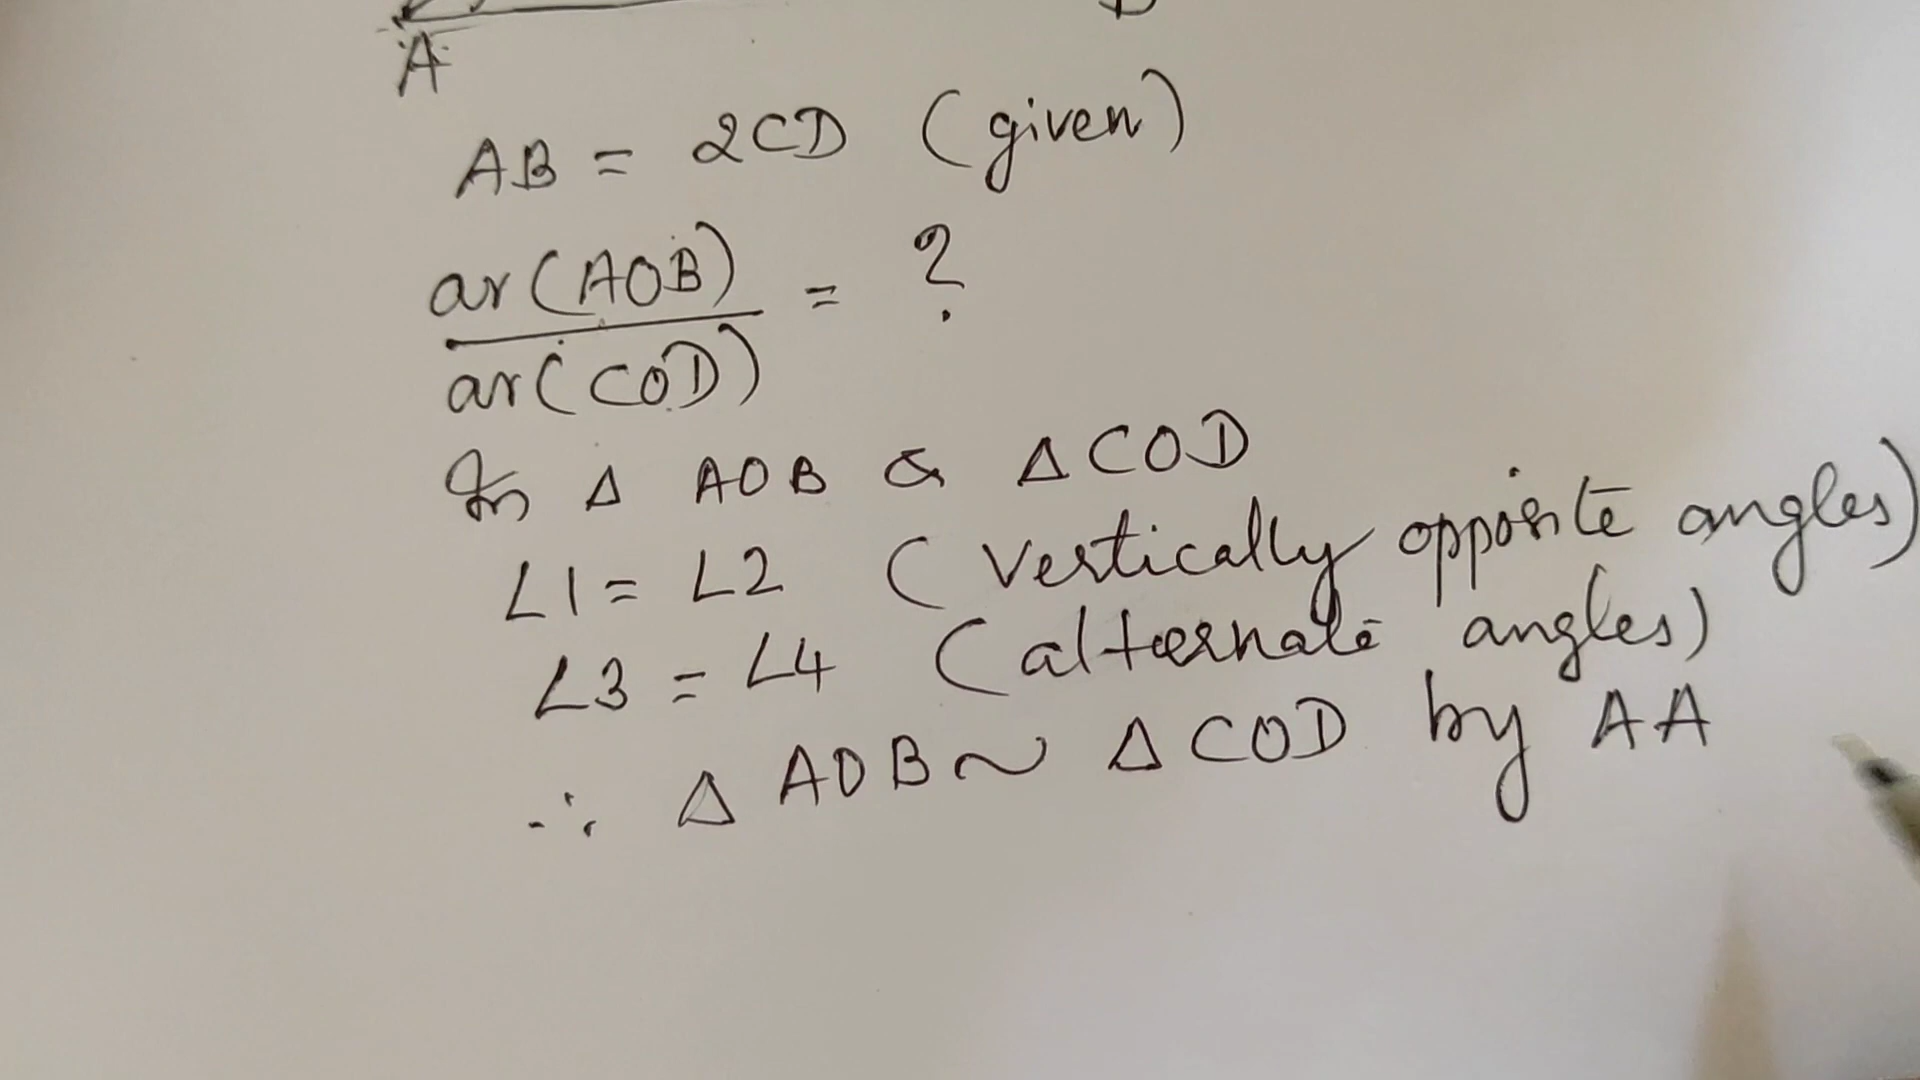 A
AB = 2CD (given)
ar(AOB)
= ?
ar(COD)
In Δ AOB & Δ COD
∠1 = ∠2 (Vertically opposite angles)
∠3 = ∠4 (alternate angles)
∴ Δ AOB ~ Δ COD by AA